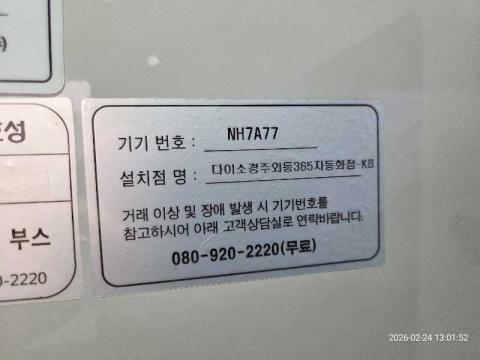 호성
부스
0-2220
기기 번호 : NH7A77
설치점 명 : 다이소경주외동365자동화점-KB
거래 이상 및 장애 발생 시 기기번호를
참고하시어 아래 고객상담실로 연락바랍니다.
080-920-2220(무료)
2026-02-24 13:01:52